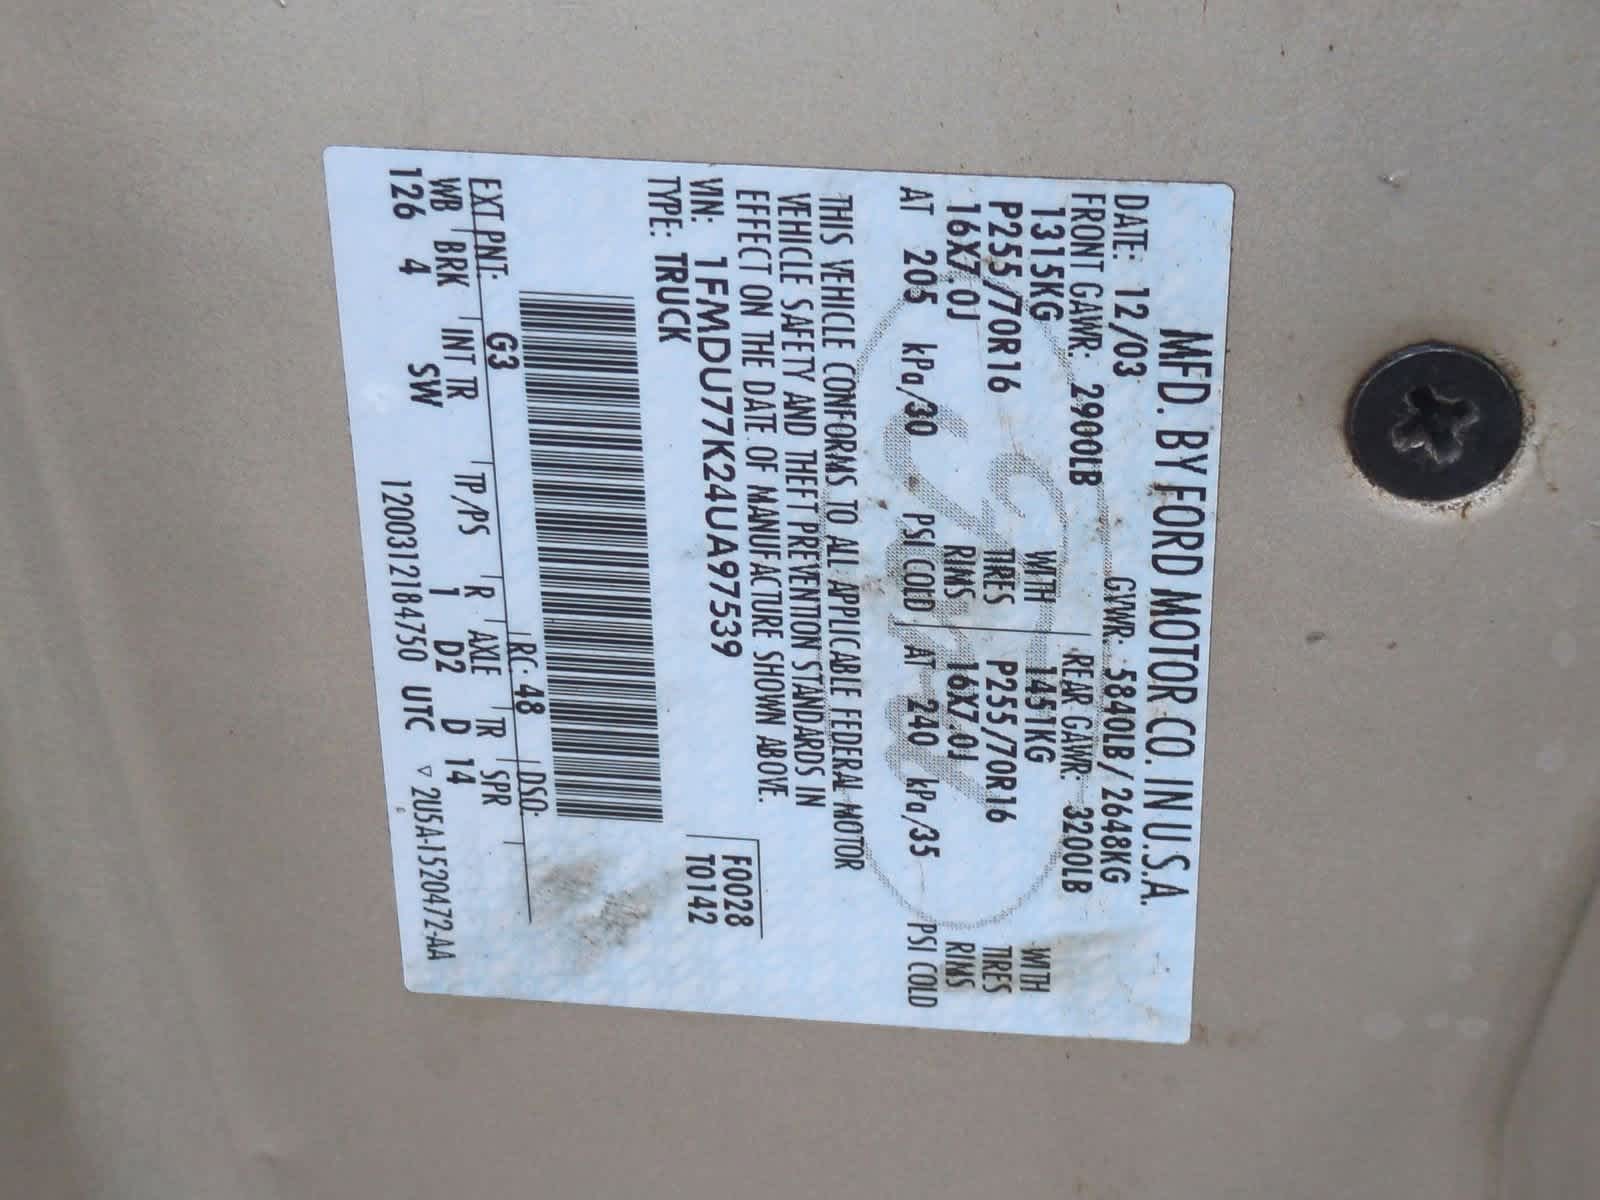 MFD. BY FORD MOTOR CO. IN U.S.A.
DATE: 12/03 GVWR: 5840LB/2648KG
FRONT GAWR: 2900LB REAR GAWR: 3200LB
1315KG WITH 1451KG WITH
P255/70R16 TIRES P255/70R16 TIRES
16X7.0J RIMS 16X7.0J RIMS
AT 205 kPa/30 PSI COLD AT 240 kPa/35 PSI COLD
THIS VEHICLE CONFORMS TO ALL APPLICABLE FEDERAL MOTOR
VEHICLE SAFETY AND THEFT PREVENTION STANDARDS IN
EFFECT ON THE DATE OF MANUFACTURE SHOWN ABOVE.
VIN: 1FMDU77K24UA97539 F0028
TYPE: TRUCK T0142
EXT PNT: G3 RC: 48 DSO:
WB BRK INT TR TP/PS R AXLE TR SPR
126 4 SW 1 D2 D 14
1200312184750 UTC ▽ 2U5A-1520472-AA
Ford